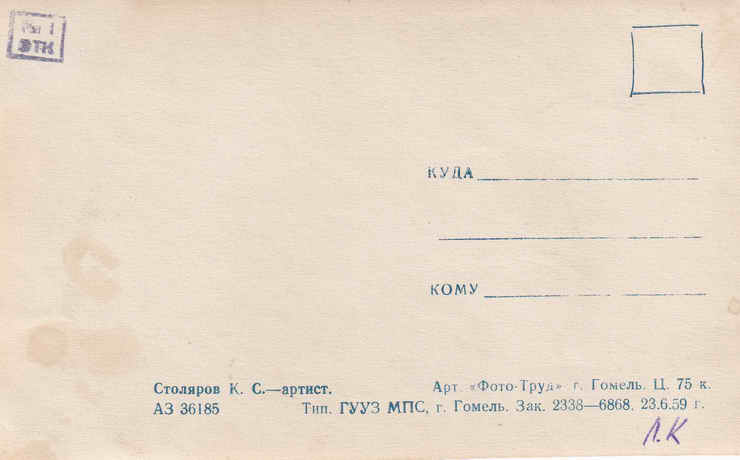 ЭТК
КУДА
КОМУ
Столяров К. С.—артист. Арт. «Фото-Труд» г. Гомель. Ц. 75 к.
АЗ 36185 Тип. ГУУЗ МПС, г. Гомель. Зак. 2338—6868, 23.6.59 г.
Л.К